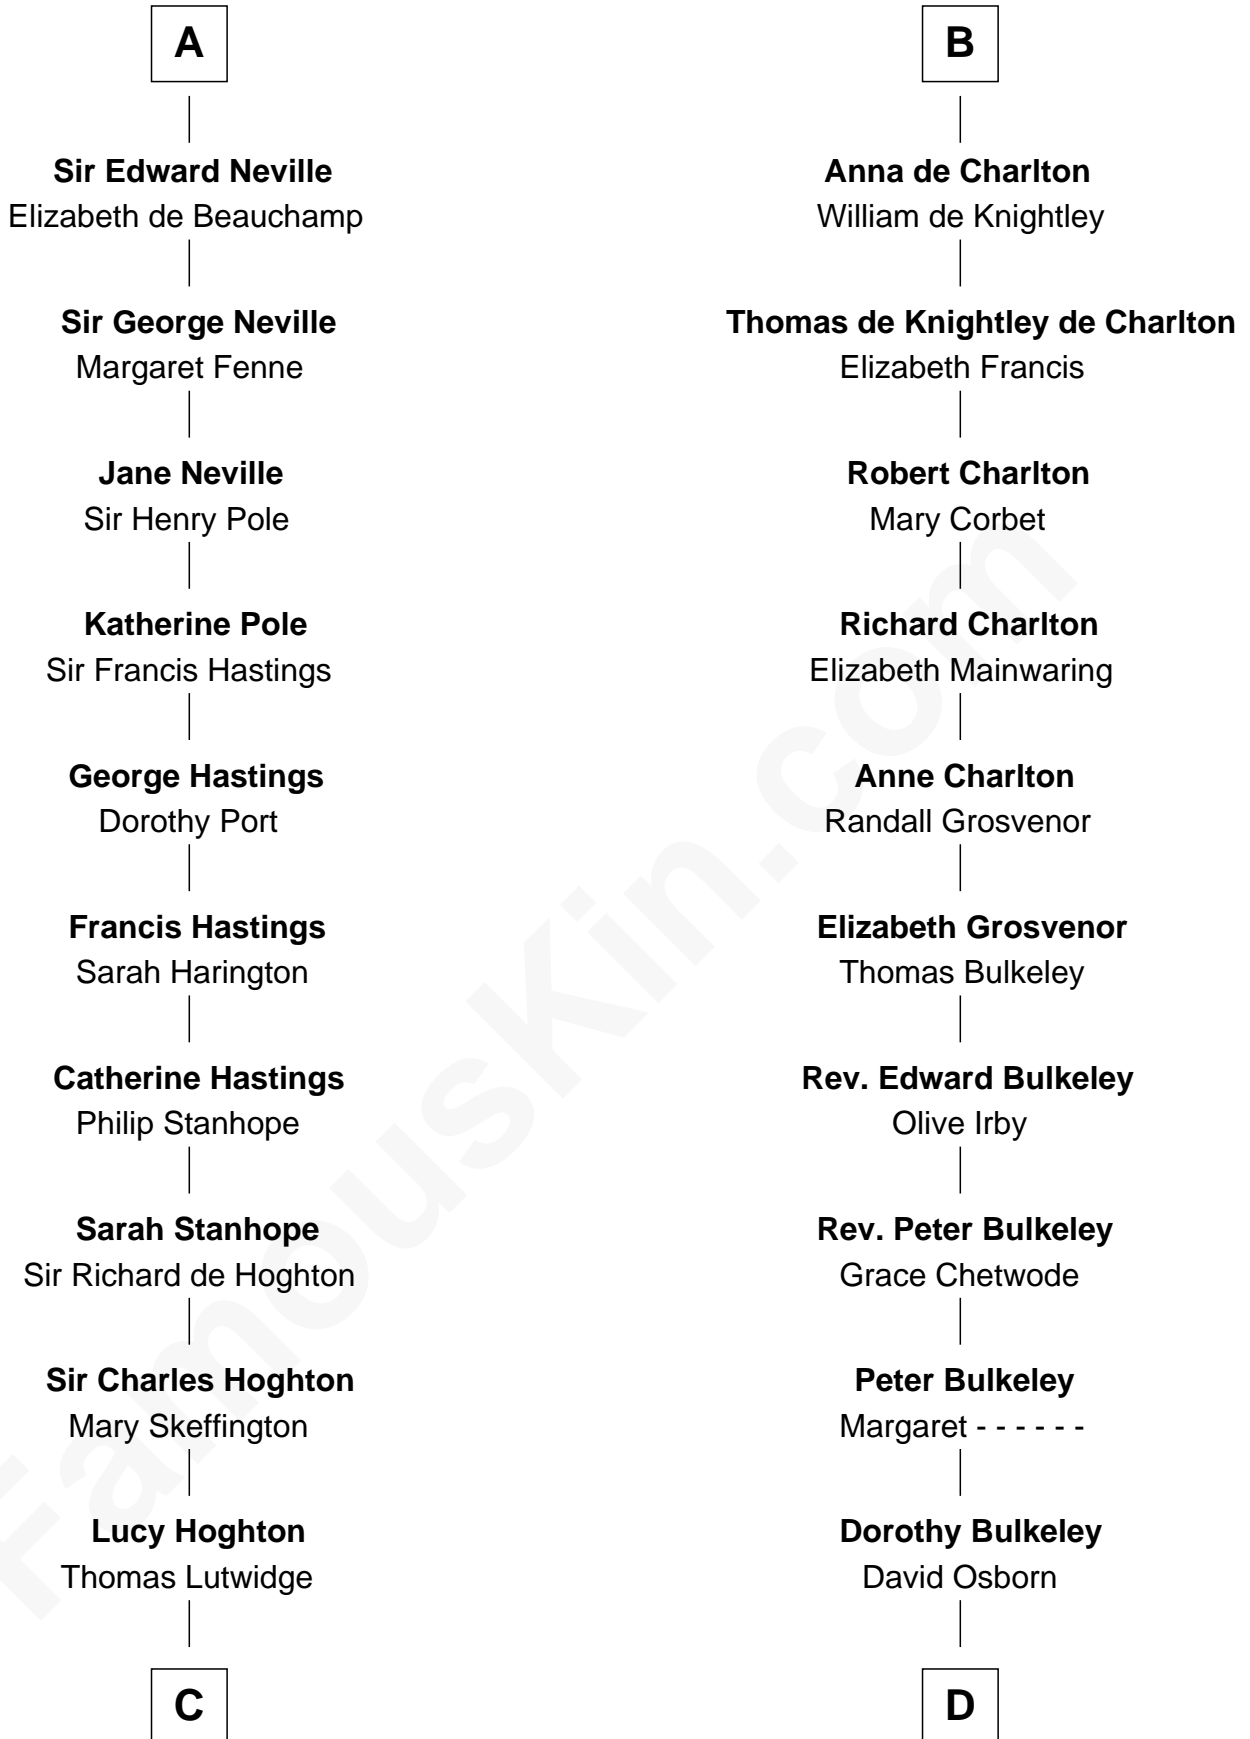 A
Sir Edward Neville
Elizabeth de Beauchamp
Sir George Neville
Margaret Fenne
Jane Neville
Sir Henry Pole
Katherine Pole
Sir Francis Hastings
George Hastings
Dorothy Port
Francis Hastings
Sarah Harington
Catherine Hastings
Philip Stanhope
Sarah Stanhope
Sir Richard de Hoghton
Sir Charles Hoghton
Mary Skeffington
Lucy Hoghton
Thomas Lutwidge
C
B
Anna de Charlton
William de Knightley
Thomas de Knightley de Charlton
Elizabeth Francis
Robert Charlton
Mary Corbet
Richard Charlton
Elizabeth Mainwaring
Anne Charlton
Randall Grosvenor
Elizabeth Grosvenor
Thomas Bulkeley
Rev. Edward Bulkeley
Olive Irby
Rev. Peter Bulkeley
Grace Chetwode
Peter Bulkeley
Margaret - - - - - -
Dorothy Bulkeley
David Osborn
D
FamousKin.com